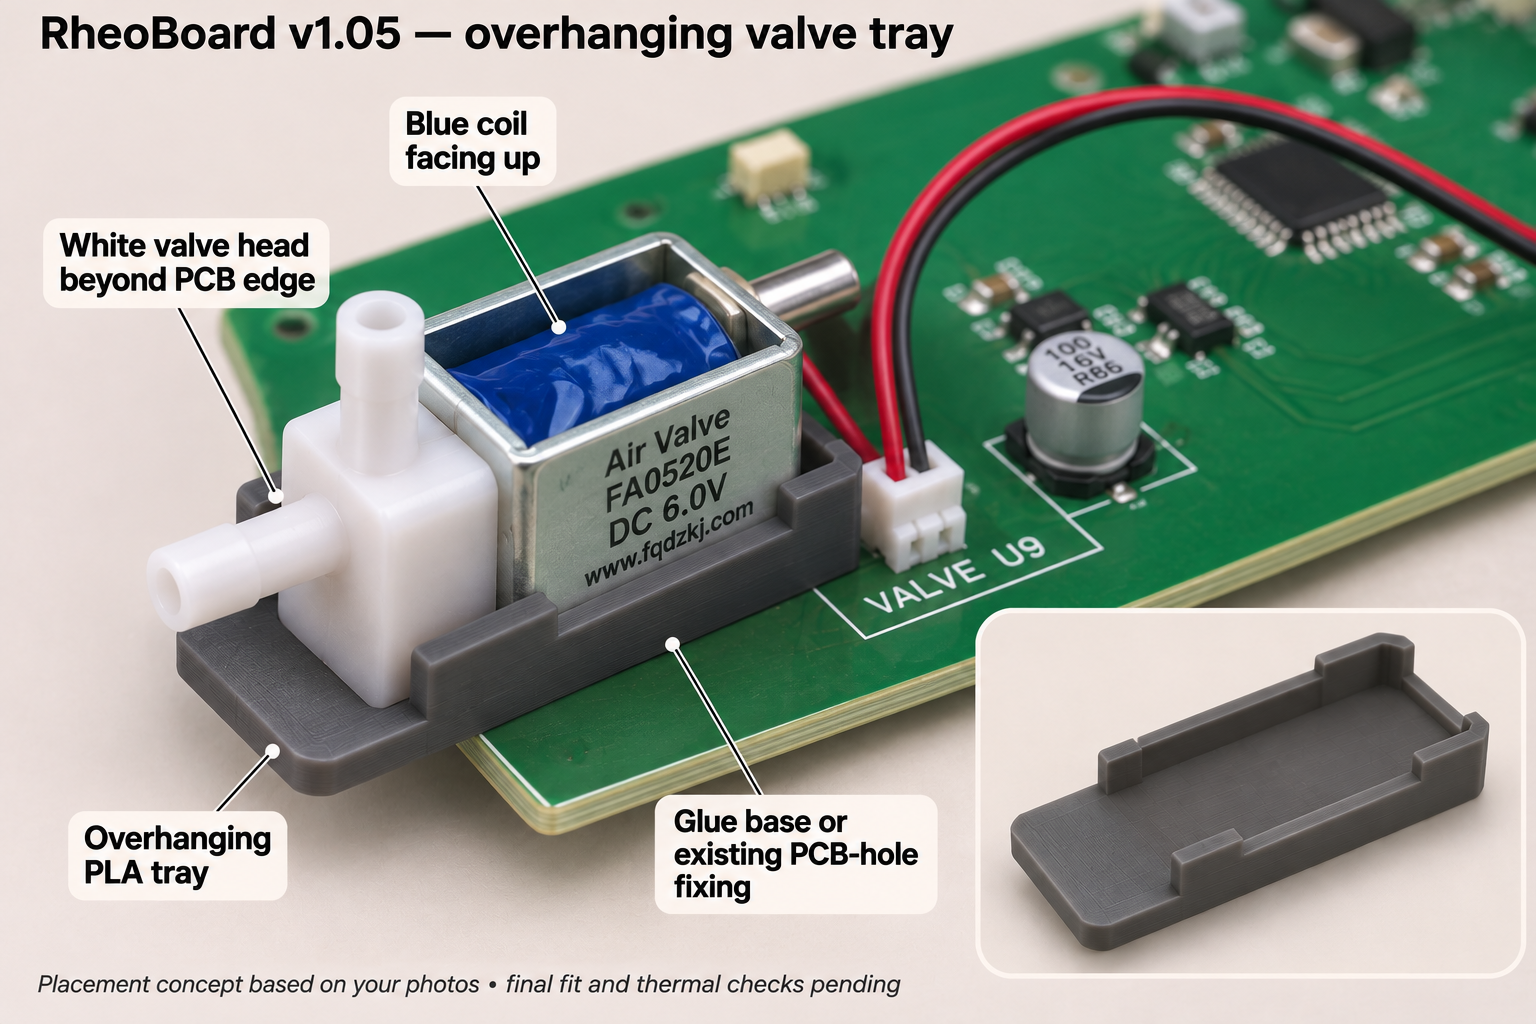 RheoBoard v1.05 — overhanging valve tray
Blue coil
facing up
White valve head
beyond PCB edge
Air Valve
FA0520E
DC 6.0V
www.fqdzkj.com
100
16V
R66
VALVE U9
Overhanging
PLA tray
Glue base or
existing PCB-hole
fixing
Placement concept based on your photos • final fit and thermal checks pending